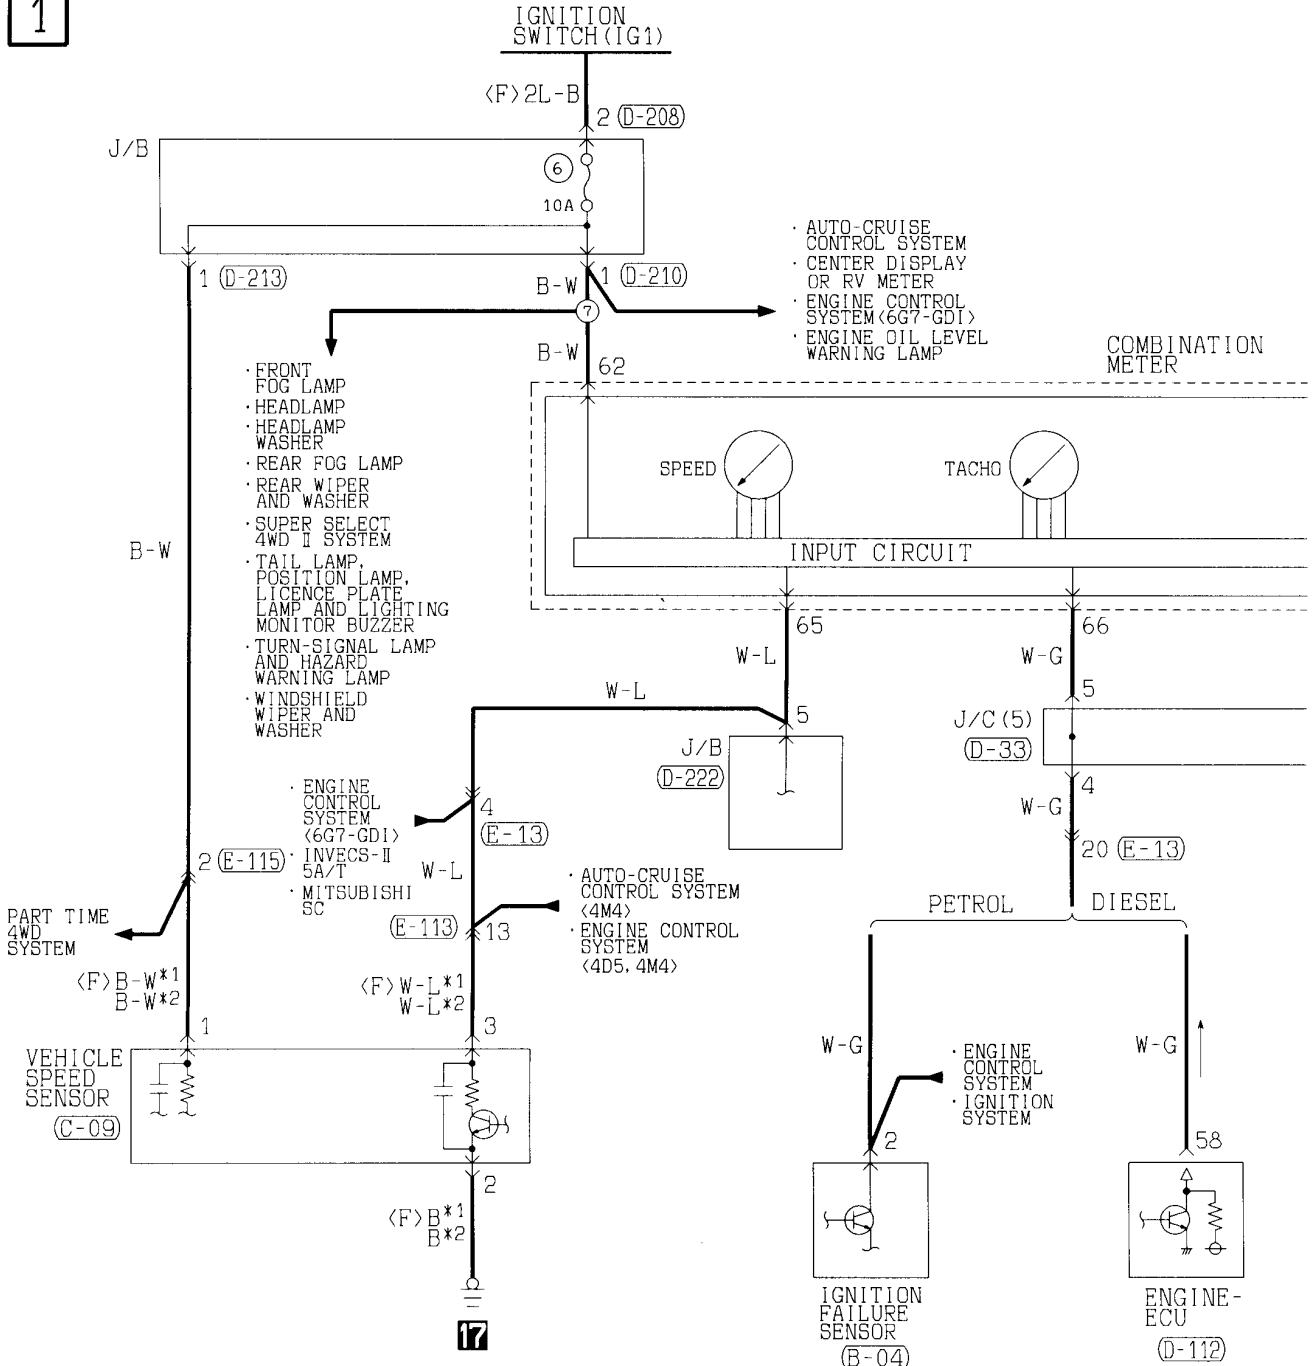 1
IGNITION
SWITCH(IG1)
<F>2L-B
2 (D-208)
J/B
6
10A
1 (D-213)
B-W
1 (D-210)
7
· AUTO-CRUISE
CONTROL SYSTEM
· CENTER DISPLAY
OR RV METER
· ENGINE CONTROL
SYSTEM<6G7-GDI>
· ENGINE OIL LEVEL
WARNING LAMP
B-W
62
COMBINATION
METER
· FRONT
FOG LAMP
· HEADLAMP
· HEADLAMP
WASHER
· REAR FOG LAMP
· REAR WIPER
AND WASHER
· SUPER SELECT
4WD Ⅱ SYSTEM
· TAIL LAMP,
POSITION LAMP,
LICENCE PLATE
LAMP AND LIGHTING
MONITOR BUZZER
· TURN-SIGNAL LAMP
AND HAZARD
WARNING LAMP
· WINDSHIELD
WIPER AND
WASHER
B-W
SPEED
TACHO
INPUT CIRCUIT
65
66
W-L
W-G
W-L
5
5
J/B
(D-222)
J/C(5)
(D-33)
4
W-G
20 (E-13)
· ENGINE
CONTROL
SYSTEM
<6G7-GDI>
· INVECS-Ⅱ
5A/T
· MITSUBISHI
SC
4
(E-13)
W-L
2 (E-115)
PART TIME
4WD
SYSTEM
(E-113)
13
· AUTO-CRUISE
CONTROL SYSTEM
<4M4>
· ENGINE CONTROL
SYSTEM
<4D5, 4M4>
PETROL
DIESEL
<F>B-W*1
B-W*2
<F>W-L*1
W-L*2
1
3
VEHICLE
SPEED
SENSOR
(C-09)
W-G
· ENGINE
CONTROL
SYSTEM
· IGNITION
SYSTEM
W-G
2
58
2
<F>B*1
B*2
17
IGNITION
FAILURE
SENSOR
(B-04)
ENGINE-
ECU
(D-112)